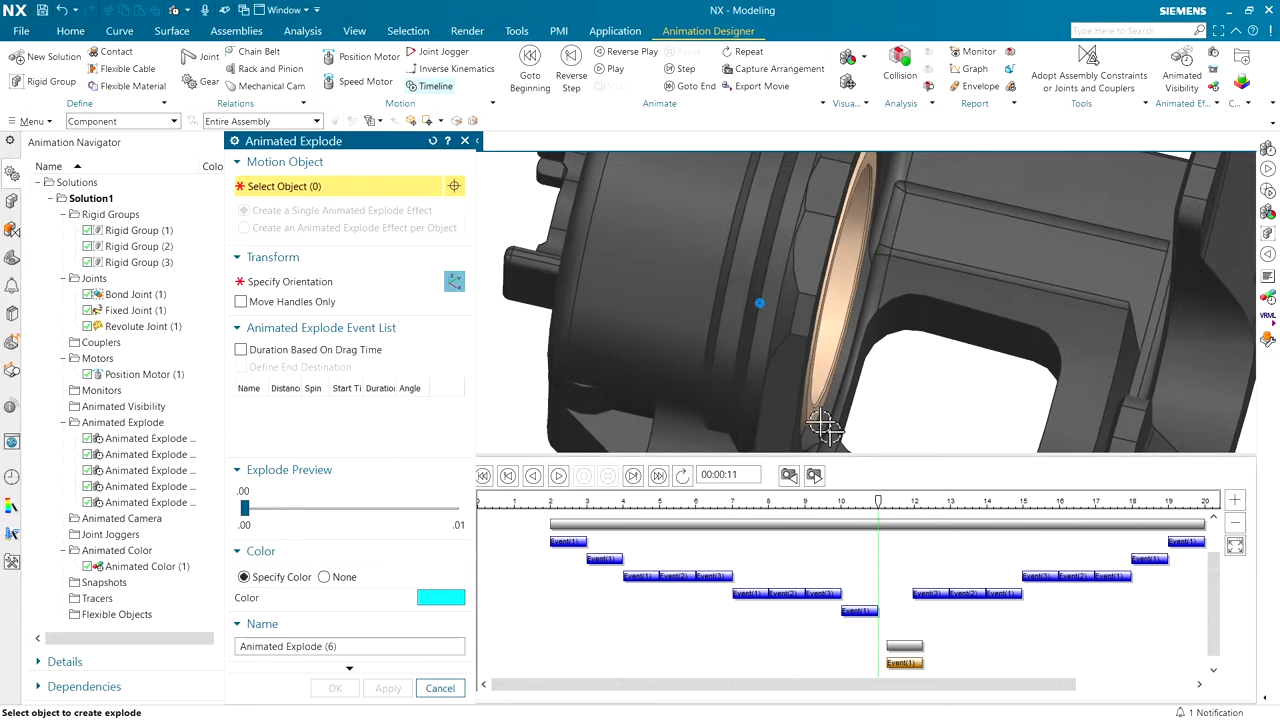 NX
Window
NX - Modeling
SIEMENS
File
Home
Curve
Surface
Assemblies
Analysis
View
Selection
Render
Tools
PMI
Application
Animation Designer
Type Here to Search
New Solution
Rigid Group
Contact
Flexible Cable
Flexible Material
Define
Joint
Gear
Chain Belt
Rack and Pinion
Mechanical Cam
Relations
Position Motor
Speed Motor
Joint Jogger
Inverse Kinematics
Timeline
Motion
Goto Beginning
Reverse Step
Reverse Play
Play
Pause
Step
Goto End
Repeat
Capture Arrangement
Export Movie
Animate
Visua...
Collision
Analysis
Monitor
Graph
Envelope
Report
Adopt Assembly Constraints or Joints and Couplers
Tools
Animated Visibility
Animated Ef...
C...
Menu
Component
Entire Assembly
Animation Navigator
Name
Colo
Solutions
Solution1
Rigid Groups
Rigid Group (1)
Rigid Group (2)
Rigid Group (3)
Joints
Bond Joint (1)
Fixed Joint (1)
Revolute Joint (1)
Couplers
Motors
Position Motor (1)
Monitors
Animated Visibility
Animated Explode
Animated Explode ...
Animated Explode ...
Animated Explode ...
Animated Explode ...
Animated Explode ...
Animated Camera
Joint Joggers
Animated Color
Animated Color (1)
Snapshots
Tracers
Flexible Objects
Details
Dependencies
Animated Explode
Motion Object
Select Object (0)
Create a Single Animated Explode Effect
Create an Animated Explode Effect per Object
Transform
Specify Orientation
Move Handles Only
Animated Explode Event List
Duration Based On Drag Time
Define End Destination
Name Distanc Spin Start Ti Duratio Angle
Explode Preview
.00
.00 .01
Color
Specify Color None
Color
Name
Animated Explode (6)
OK Apply Cancel
VRML
00:00:11
0 1 2 3 4 5 6 7 8 9 10 12 13 14 15 16 17 18 19 20
Event(1) Event(1)
Event(1) Event(1)
Event(1) Event(2) Event(3) Event(3) Event(2) Event(1)
Event(1) Event(2) Event(3) Event(3) Event(2) Event(1)
Event(1)
Event(1)
Select object to create explode
1 Notification